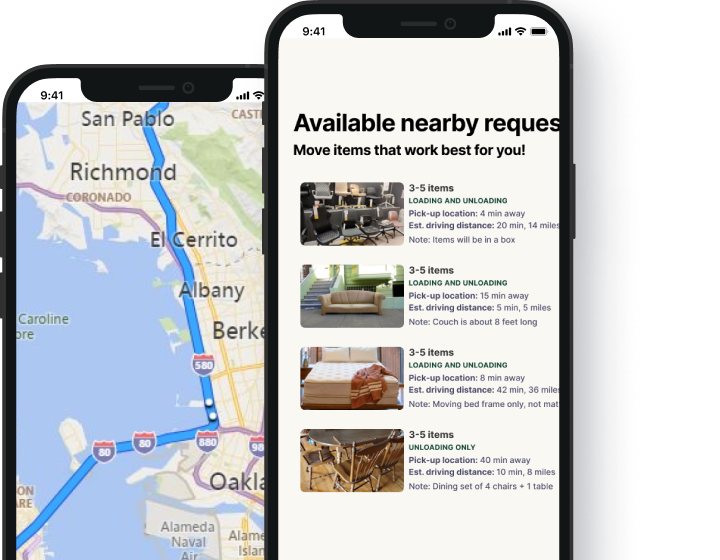 9:41
San Pablo
CAST
Richmond
CORONADO
El Cerrito
Albany
Caroline
ore
Berke
580
80
80
880
98
Oakla
ON
ARE
Alameda
Naval
Air
Alame
Islan
9:41
Available nearby reques
Move items that work best for you!
3-5 items
LOADING AND UNLOADING
Pick-up location: 4 min away
Est. driving distance: 20 min, 14 miles
Note: Items will be in a box
3-5 items
LOADING AND UNLOADING
Pick-up location: 15 min away
Est. driving distance: 5 min, 5 miles
Note: Couch is about 8 feet long
3-5 items
LOADING AND UNLOADING
Pick-up location: 8 min away
Est. driving distance: 42 min, 36 miles
Note: Moving bed frame only, not mat
3-5 items
UNLOADING ONLY
Pick-up location: 40 min away
Est. driving distance: 10 min, 8 miles
Note: Dining set of 4 chairs + 1 table